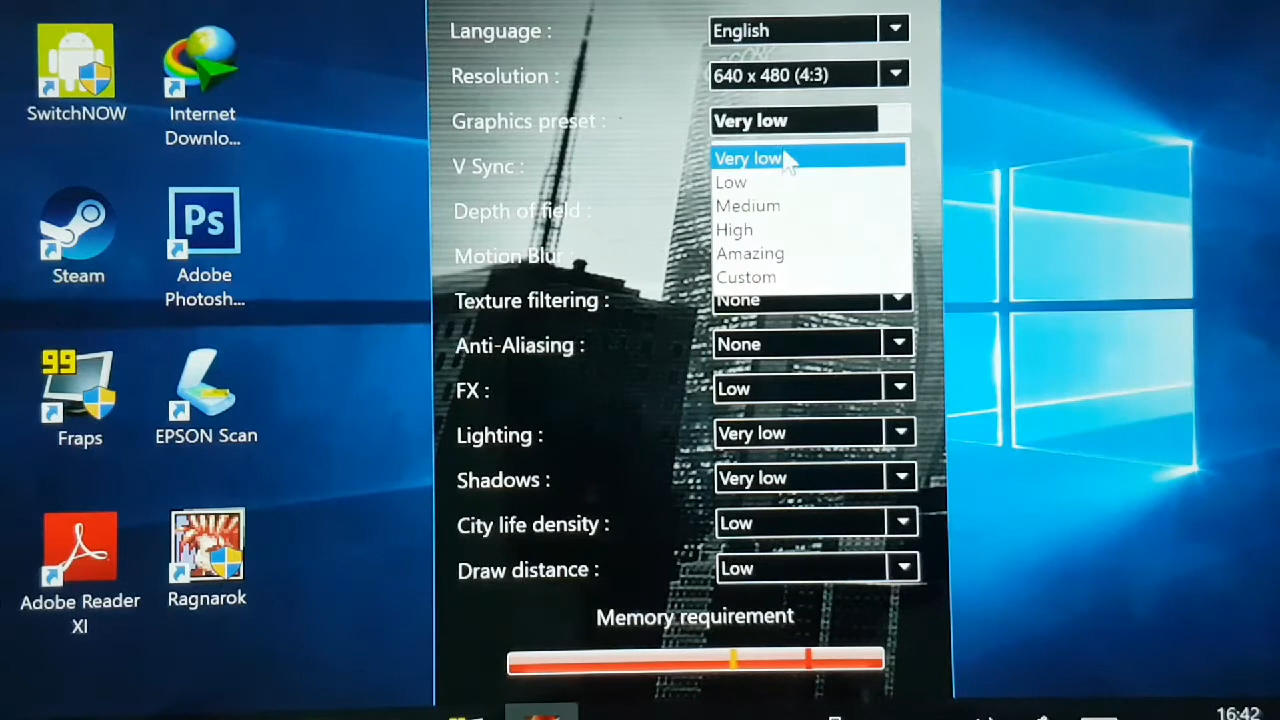 SwitchNOW
Internet
Downlo...
Steam
Ps
Adobe
Photosh...
99
Fraps
EPSON Scan
Adobe Reader
XI
Ragnarok
Language :
English
Resolution :
640 x 480 (4:3)
Graphics preset :
Very low
Very low
Low
Medium
High
Amazing
Custom
V Sync :
Depth of field :
Motion Blur :
Texture filtering :
None
Anti-Aliasing :
None
FX :
Low
Lighting :
Very low
Shadows :
Very low
City life density :
Low
Draw distance :
Low
Memory requirement
16:42